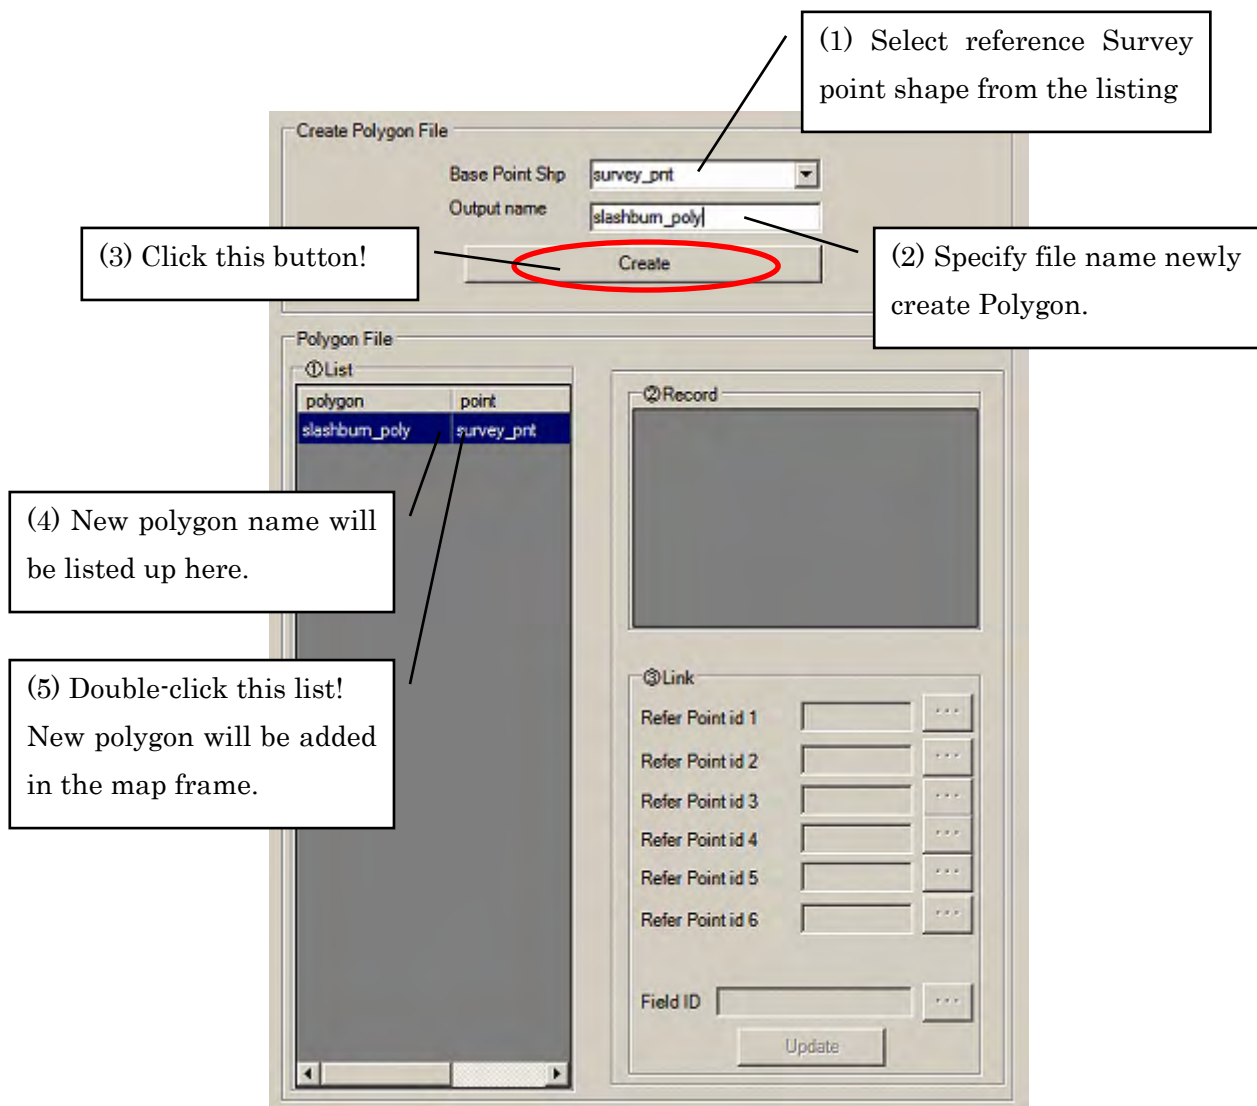 (1) Select reference Survey
point shape from the listing
Create Polygon File
Base Point Shp
survey_pnt
Output name
slashburn_poly
(3) Click this button!
Create
(2) Specify file name newly
create Polygon.
Polygon File
①List
polygon point
slashburn_poly survey_pnt
②Record
(4) New polygon name will
be listed up here.
(5) Double-click this list!
New polygon will be added
in the map frame.
③Link
Refer Point id 1 ...
Refer Point id 2 ...
Refer Point id 3 ...
Refer Point id 4 ...
Refer Point id 5 ...
Refer Point id 6 ...
Field ID ...
Update